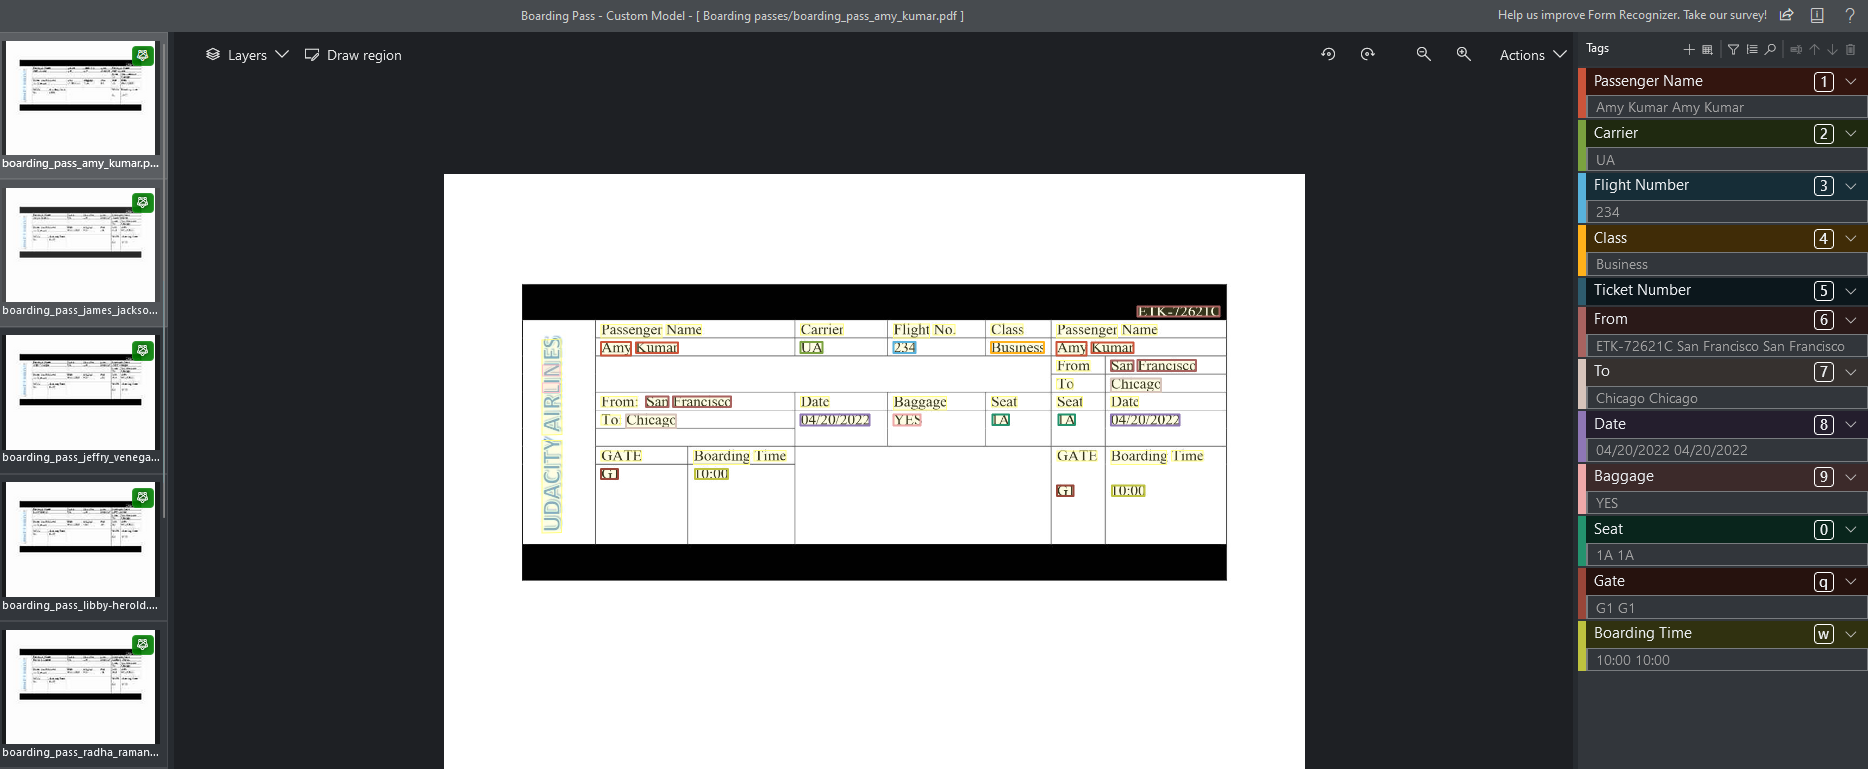 Boarding Pass - Custom Model - [ Boarding passes/boarding_pass_amy_kumar.pdf ]
Help us improve Form Recognizer. Take our survey!
Layers
Draw region
Actions
boarding_pass_amy_kumar.p...
boarding_pass_james_jackso...
boarding_pass_jeffry_venega...
boarding_pass_libby-herold....
boarding_pass_radha_raman...
ETK-72621C
UDACITY AIRLINES
Passenger Name Carrier Flight No. Class Passenger Name
Amy Kumar UA 234 Business Amy Kumar
From San Francisco
To Chicago
From: San Francisco Date Baggage Seat Seat Date
To Chicago 04/20/2022 YES 1A 1A 04/20/2022
GATE Boarding Time GATE Boarding Time
G1 10:00
G1 10:00
Tags
Passenger Name 1
Amy Kumar Amy Kumar
Carrier 2
UA
Flight Number 3
234
Class 4
Business
Ticket Number 5
From 6
ETK-72621C San Francisco San Francisco
To 7
Chicago Chicago
Date 8
04/20/2022 04/20/2022
Baggage 9
YES
Seat 0
1A 1A
Gate q
G1 G1
Boarding Time w
10:00 10:00